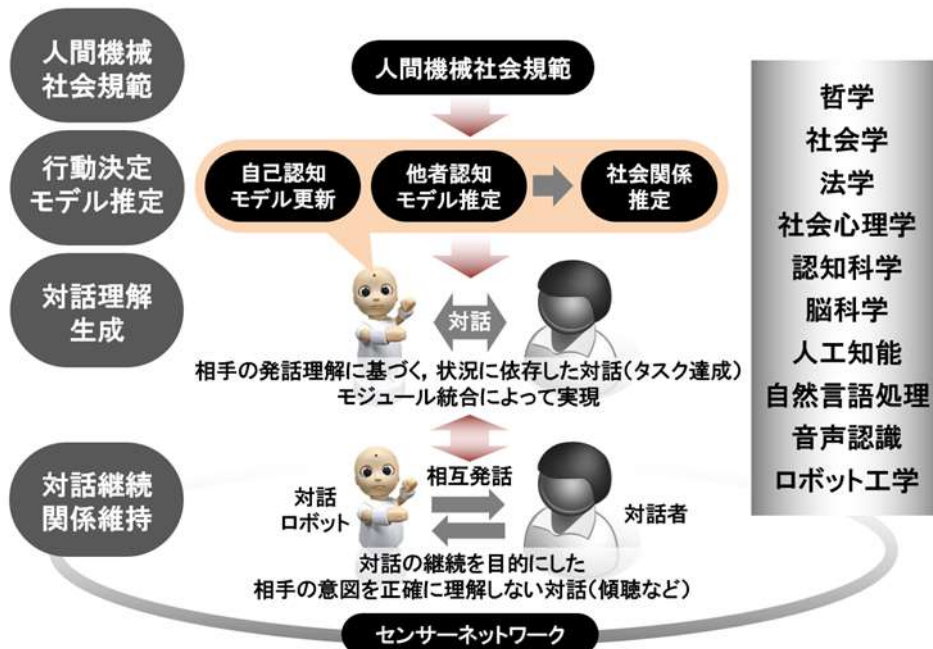 人間機械
社会規範
行動決定
モデル推定
対話理解
生成
対話継続
関係維持
人間機械社会規範
自己認知
モデル更新
他者認知
モデル推定
社会関係
推定
対話
相手の発話理解に基づく, 状況に依存した対話(タスク達成)
モジュール統合によって実現
相互発話
対話
ロボット
対話者
対話の継続を目的にした
相手の意図を正確に理解しない対話(傾聴など)
センサーネットワーク
哲学
社会学
法学
社会心理学
認知科学
脳科学
人工知能
自然言語処理
音声認識
ロボット工学